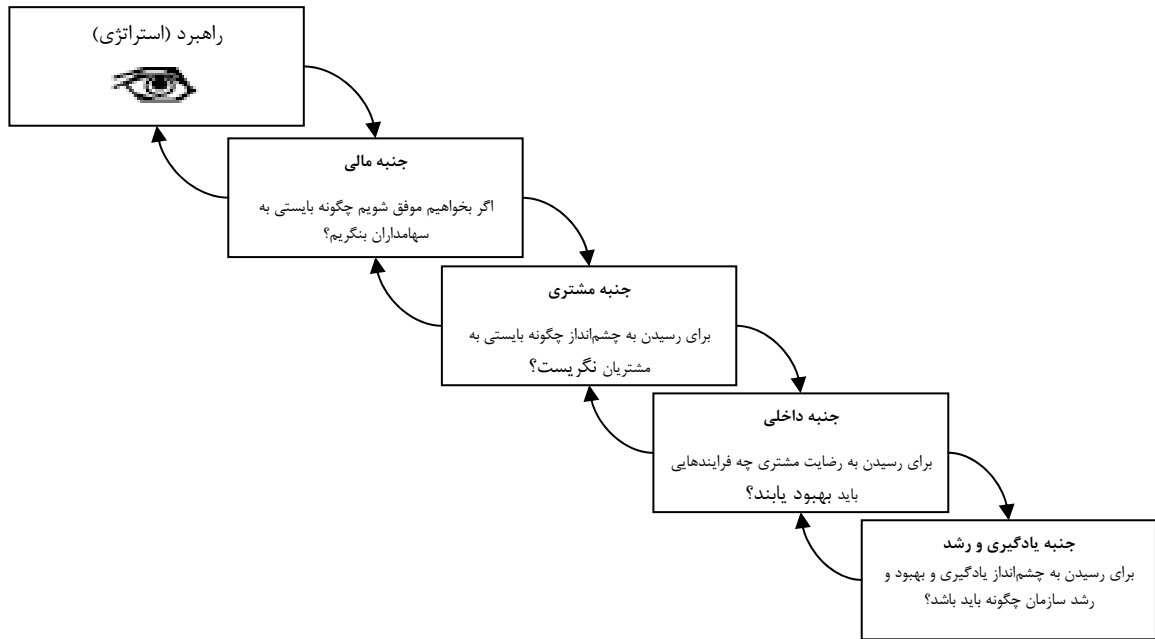 راهبرد (استراتژی)
جنبه مالی
اگر بخواهیم موفق شویم چگونه بایستی به
سهامداران بنگریم؟
جنبه مشتری
برای رسیدن به چشم‌انداز چگونه بایستی به
مشتریان نگریست؟
جنبه داخلی
برای رسیدن به رضایت مشتری چه فرایندهایی
باید بهبود یابند؟
جنبه یادگیری و رشد
برای رسیدن به چشم‌انداز یادگیری و بهبود و
رشد سازمان چگونه باید باشد؟